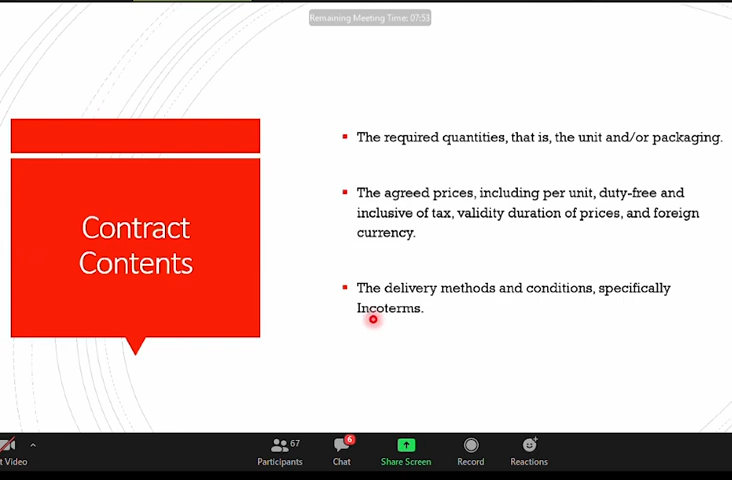 Remaining Meeting Time: 07:53
Contract
Contents
The required quantities, that is, the unit and/or packaging.
The agreed prices, including per unit, duty-free and
inclusive of tax, validity duration of prices, and foreign
currency.
The delivery methods and conditions, specifically
Incoterms.
67
6
t Video
Participants
Chat
Share Screen
Record
Reactions